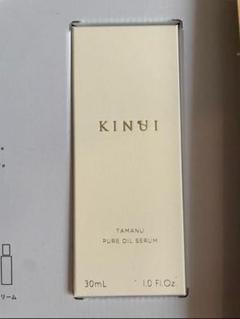 KINUI
TAMANU
PURE OIL SERUM
30mL 1.0 Fl.Oz.
リーム